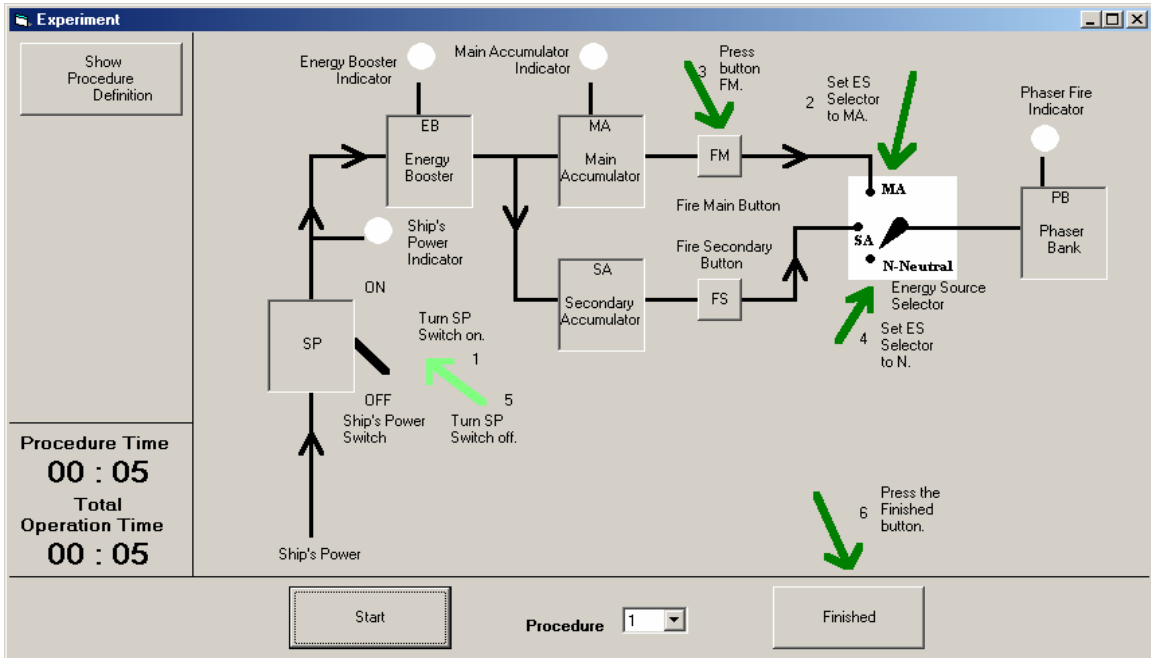 Experiment
Show
Procedure
Definition
Energy Booster
Indicator
Main Accumulator
Indicator
3
Press
button
FM.
2
Set ES
Selector
to MA.
Phaser Fire
Indicator
EB
Energy
Booster
MA
Main
Accumulator
FM
Fire Main Button
MA
SA
N-Neutral
PB
Phaser
Bank
Ship's
Power
Indicator
Fire Secondary
Button
SA
Secondary
Accumulator
FS
Energy Source
Selector
4
Set ES
Selector
to N.
ON
SP
OFF
Ship's Power
Switch
Turn SP
Switch on.
1
5
Turn SP
Switch off.
Procedure Time
00 : 05
Total
Operation Time
00 : 05
Ship's Power
6
Press the
Finished
button.
Start
Procedure
1
Finished